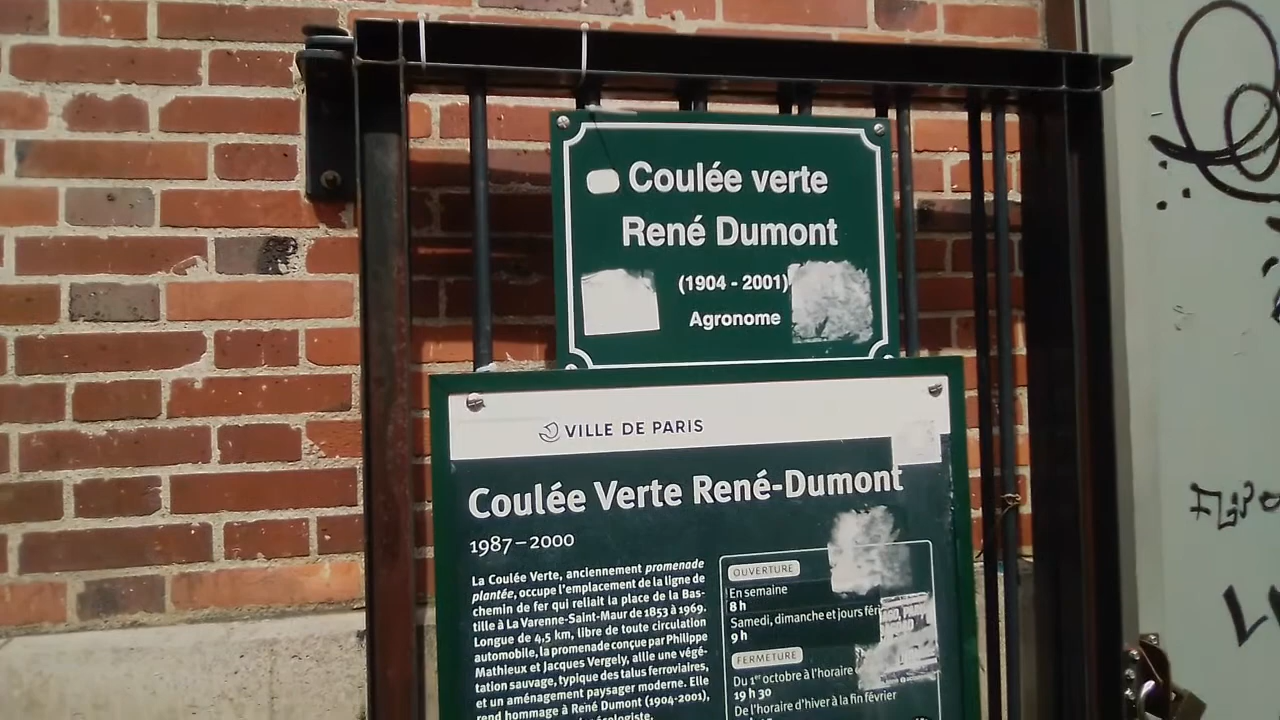 Coulée verte
René Dumont
(1904 - 2001)
Agronome
VILLE DE PARIS
Coulée Verte René-Dumont
1987–2000
La Coulée Verte, anciennement promenade
plantée, occupe l'emplacement de la ligne de
chemin de fer qui reliait la place de la Bas-
tille à La Varenne-Saint-Maur de 1853 à 1969.
Longue de 4,5 km, libre de toute circulation
automobile, la promenade conçue par Philippe
Mathieux et Jacques Vergely, allie une végé-
tation sauvage, typique des talus ferroviaires,
et un aménagement paysager moderne. Elle
rend hommage à René Dumont (1904-2001),
écologiste.
OUVERTURE
En semaine
8 h
Samedi, dimanche et jours féri
9 h
FERMETURE
Du 1er octobre à l'horaire
19 h 30
De l'horaire d'hiver à la fin février